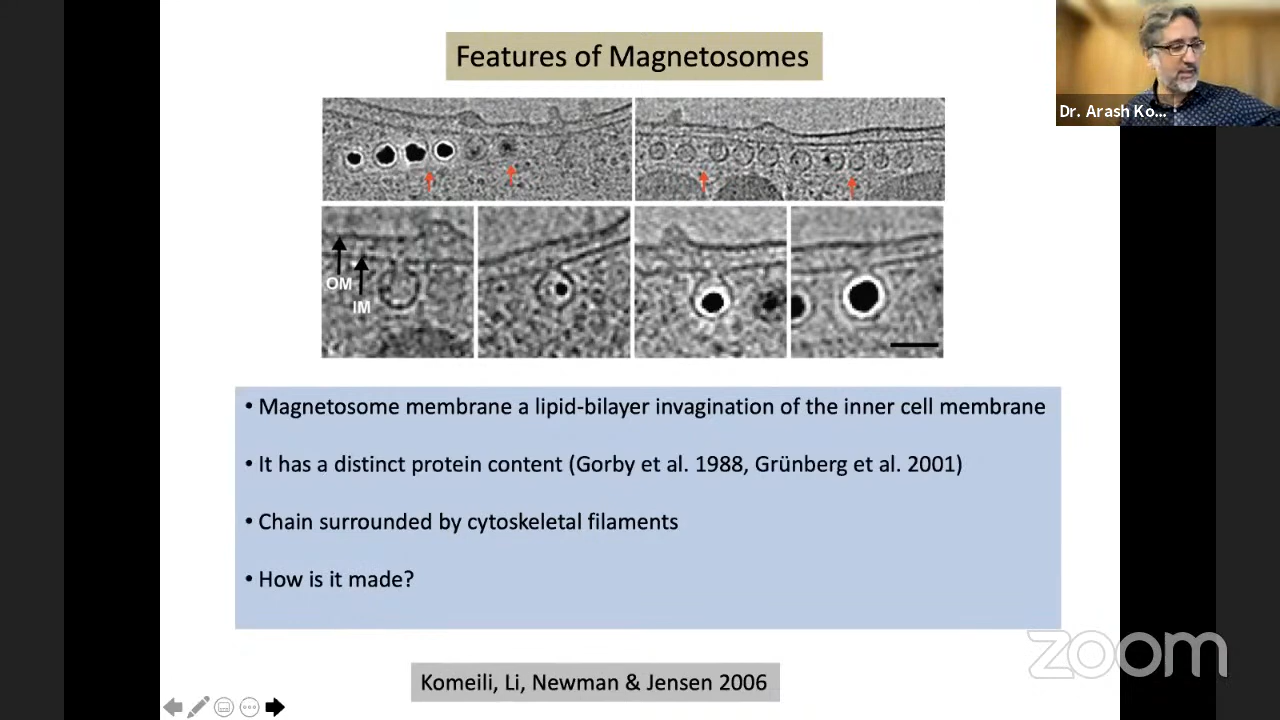 Features of Magnetosomes
Dr. Arash Ko...
OM
IM
• Magnetosome membrane a lipid-bilayer invagination of the inner cell membrane
• It has a distinct protein content (Gorby et al. 1988, Grünberg et al. 2001)
• Chain surrounded by cytoskeletal filaments
• How is it made?
zoom
Komeili, Li, Newman & Jensen 2006